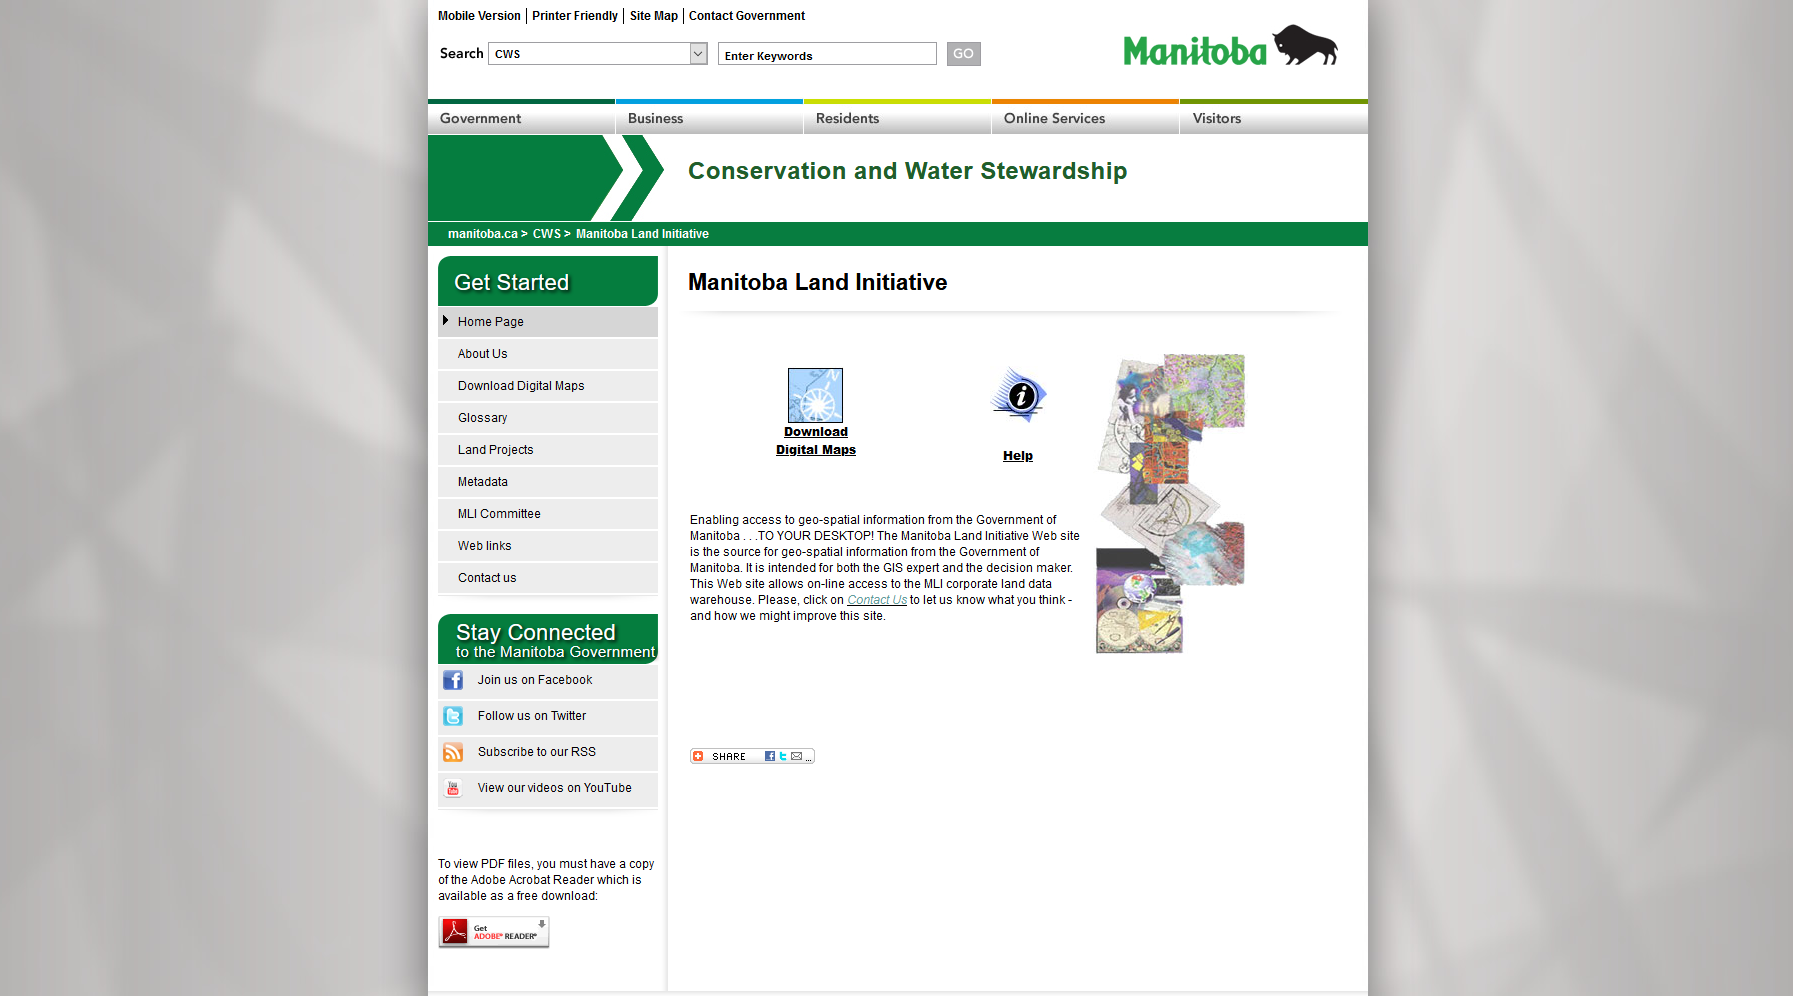 Mobile Version | Printer Friendly | Site Map | Contact Government
Search CWS Enter Keywords GO
Manitoba
Government Business Residents Online Services Visitors
Conservation and Water Stewardship
manitoba.ca > CWS > Manitoba Land Initiative
Get Started
Home Page
About Us
Download Digital Maps
Glossary
Land Projects
Metadata
MLI Committee
Web links
Contact us
Stay Connected
to the Manitoba Government
Join us on Facebook
Follow us on Twitter
Subscribe to our RSS
You Tube View our videos on YouTube
To view PDF files, you must have a copy
of the Adobe Acrobat Reader which is
available as a free download:
Get
ADOBE® READER®
Manitoba Land Initiative
N
Download
Digital Maps
i
Help
Enabling access to geo-spatial information from the Government of
Manitoba . . .TO YOUR DESKTOP! The Manitoba Land Initiative Web site
is the source for geo-spatial information from the Government of
Manitoba. It is intended for both the GIS expert and the decision maker.
This Web site allows on-line access to the MLI corporate land data
warehouse. Please, click on Contact Us to let us know what you think -
and how we might improve this site.
SHARE ...